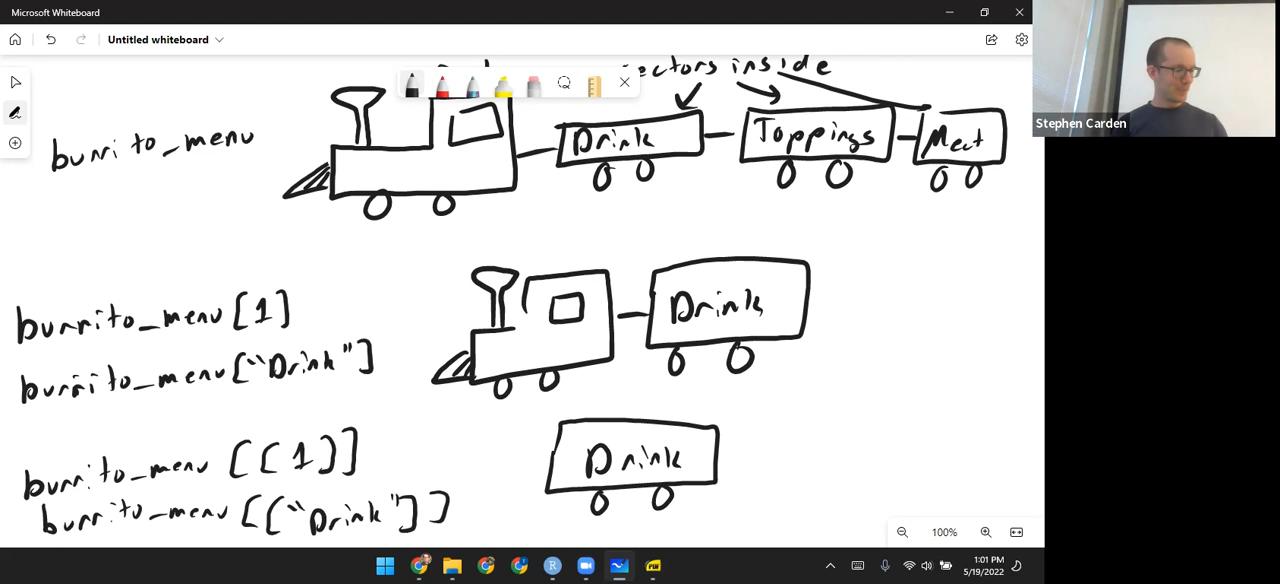 Microsoft Whiteboard
Untitled whiteboard
ectors inside
burrito_menu
Drink
Toppings
Meat
Stephen Carden
burrito_menu [1]
burrito_menu ["Drink"]
Drink
burrito_menu [[1]]
burrito_menu [["Drink"]]
Drink
100%
1:01 PM
5/19/2022